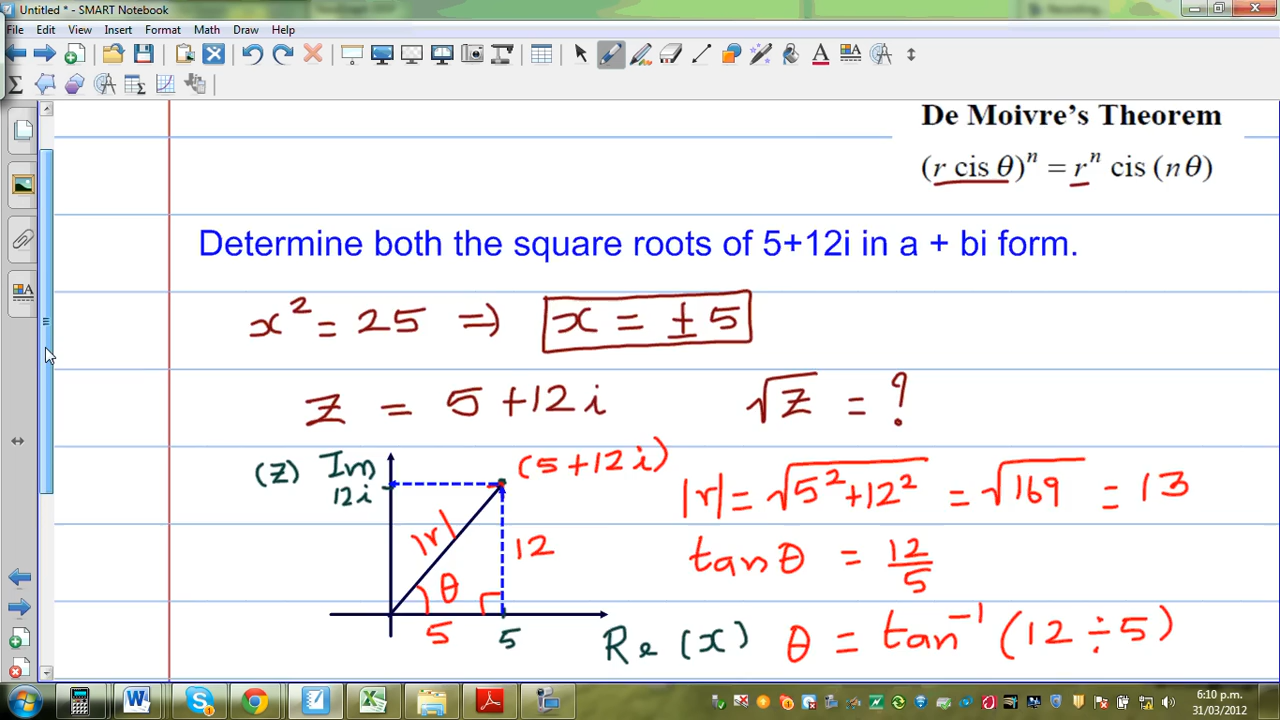 Untitled * - SMART Notebook
File Edit View Insert Format Math Draw Help
De Moivre's Theorem
(r cis θ)ⁿ = rⁿ cis (nθ)
Determine both the square roots of 5+12i in a + bi form.
x² = 25 ⇒ x = ± 5
z = 5 +12i √z = ?
(z) Im (5+12i)
12i
|r| = √5²+12² = √169 = 13
|r| 12
tanθ = 12/5
θ
5 5 Re (x)
θ = tan⁻¹ (12 ÷ 5)
6:10 p.m.
31/03/2012